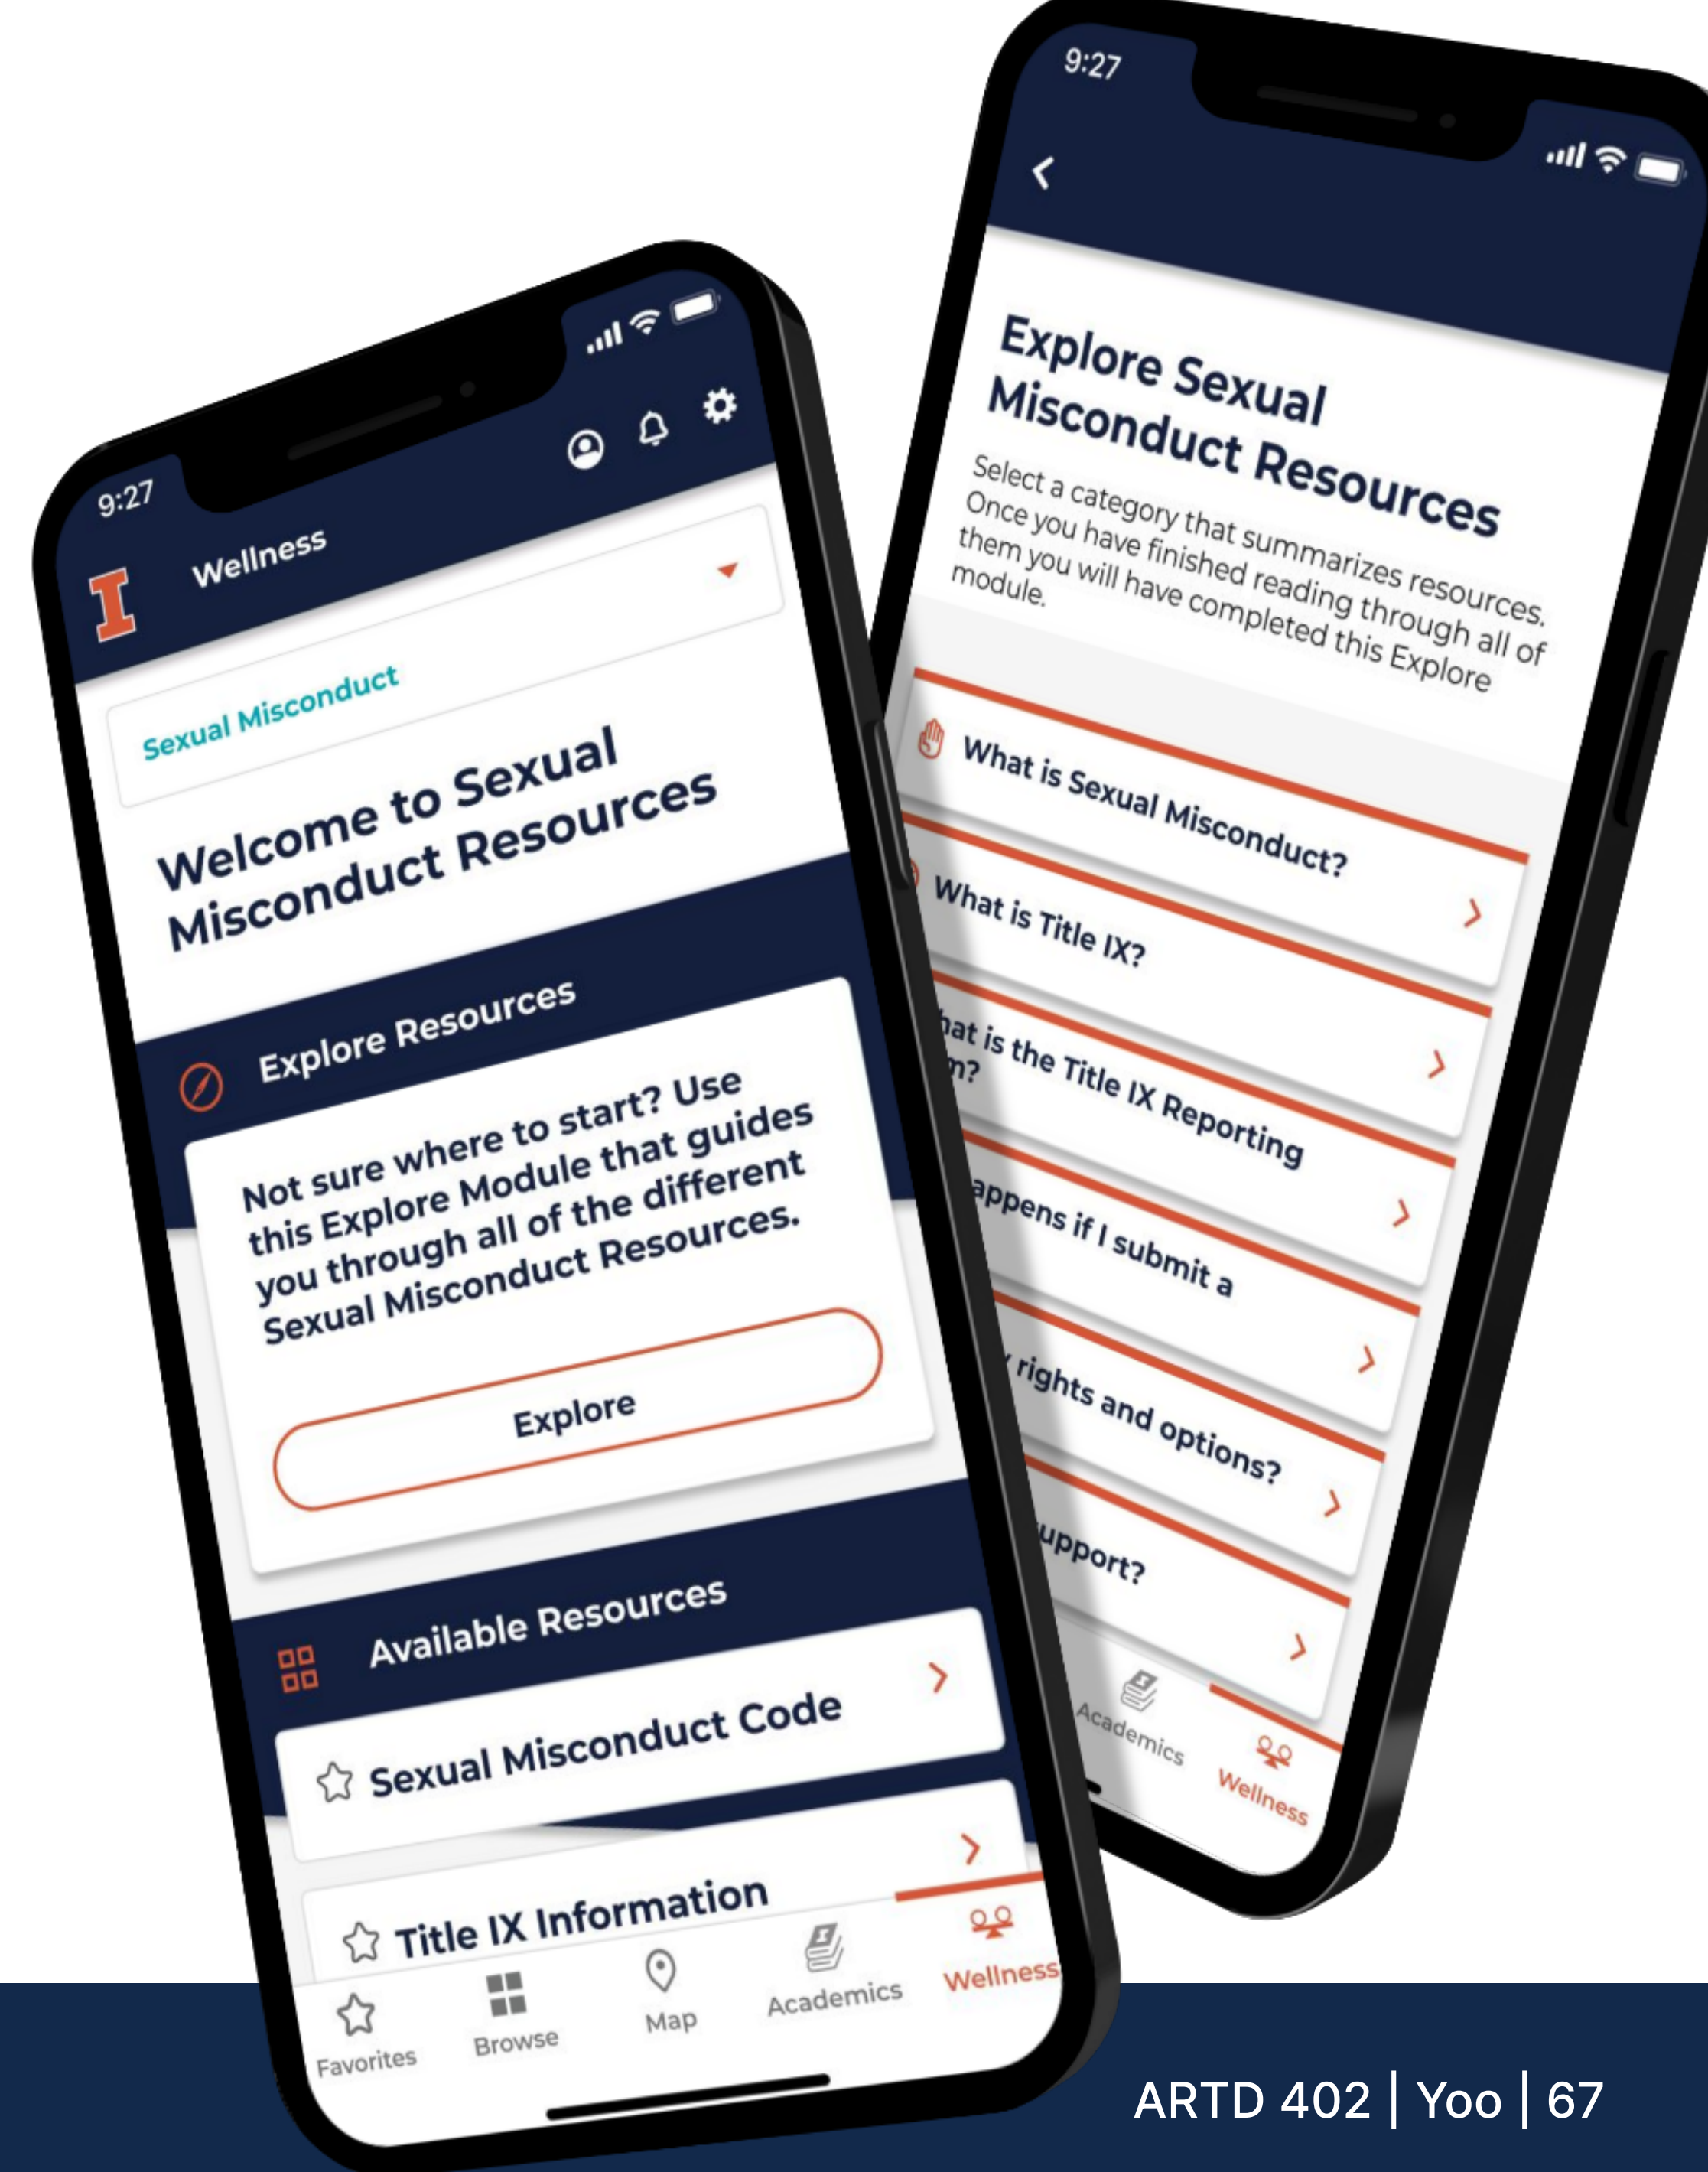 9:27
Wellness
Sexual Misconduct
Welcome to Sexual
Misconduct Resources
Explore Resources
Not sure where to start? Use
this Explore Module that guides
you through all of the different
Sexual Misconduct Resources.
Explore
Available Resources
Sexual Misconduct Code
Title IX Information
Favorites
Browse
Map
Academics
Wellness
9:27
Explore Sexual
Misconduct Resources
Select a category that summarizes resources.
Once you have finished reading through all of
them you will have completed this Explore
module.
What is Sexual Misconduct?
What is Title IX?
is the Title IX Reporting
if I submit a
rights and options?
Academics
Wellness
ARTD 402 | Yoo | 67